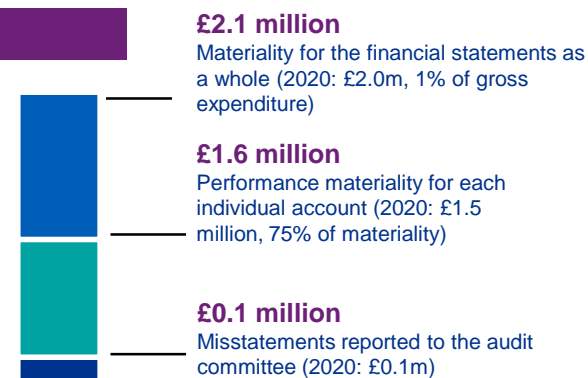 £2.1 million
Materiality for the financial statements as
a whole (2020: £2.0m, 1% of gross
expenditure)
£1.6 million
Performance materiality for each
individual account (2020: £1.5
million, 75% of materiality)
£0.1 million
Misstatements reported to the audit
committee (2020: £0.1m)